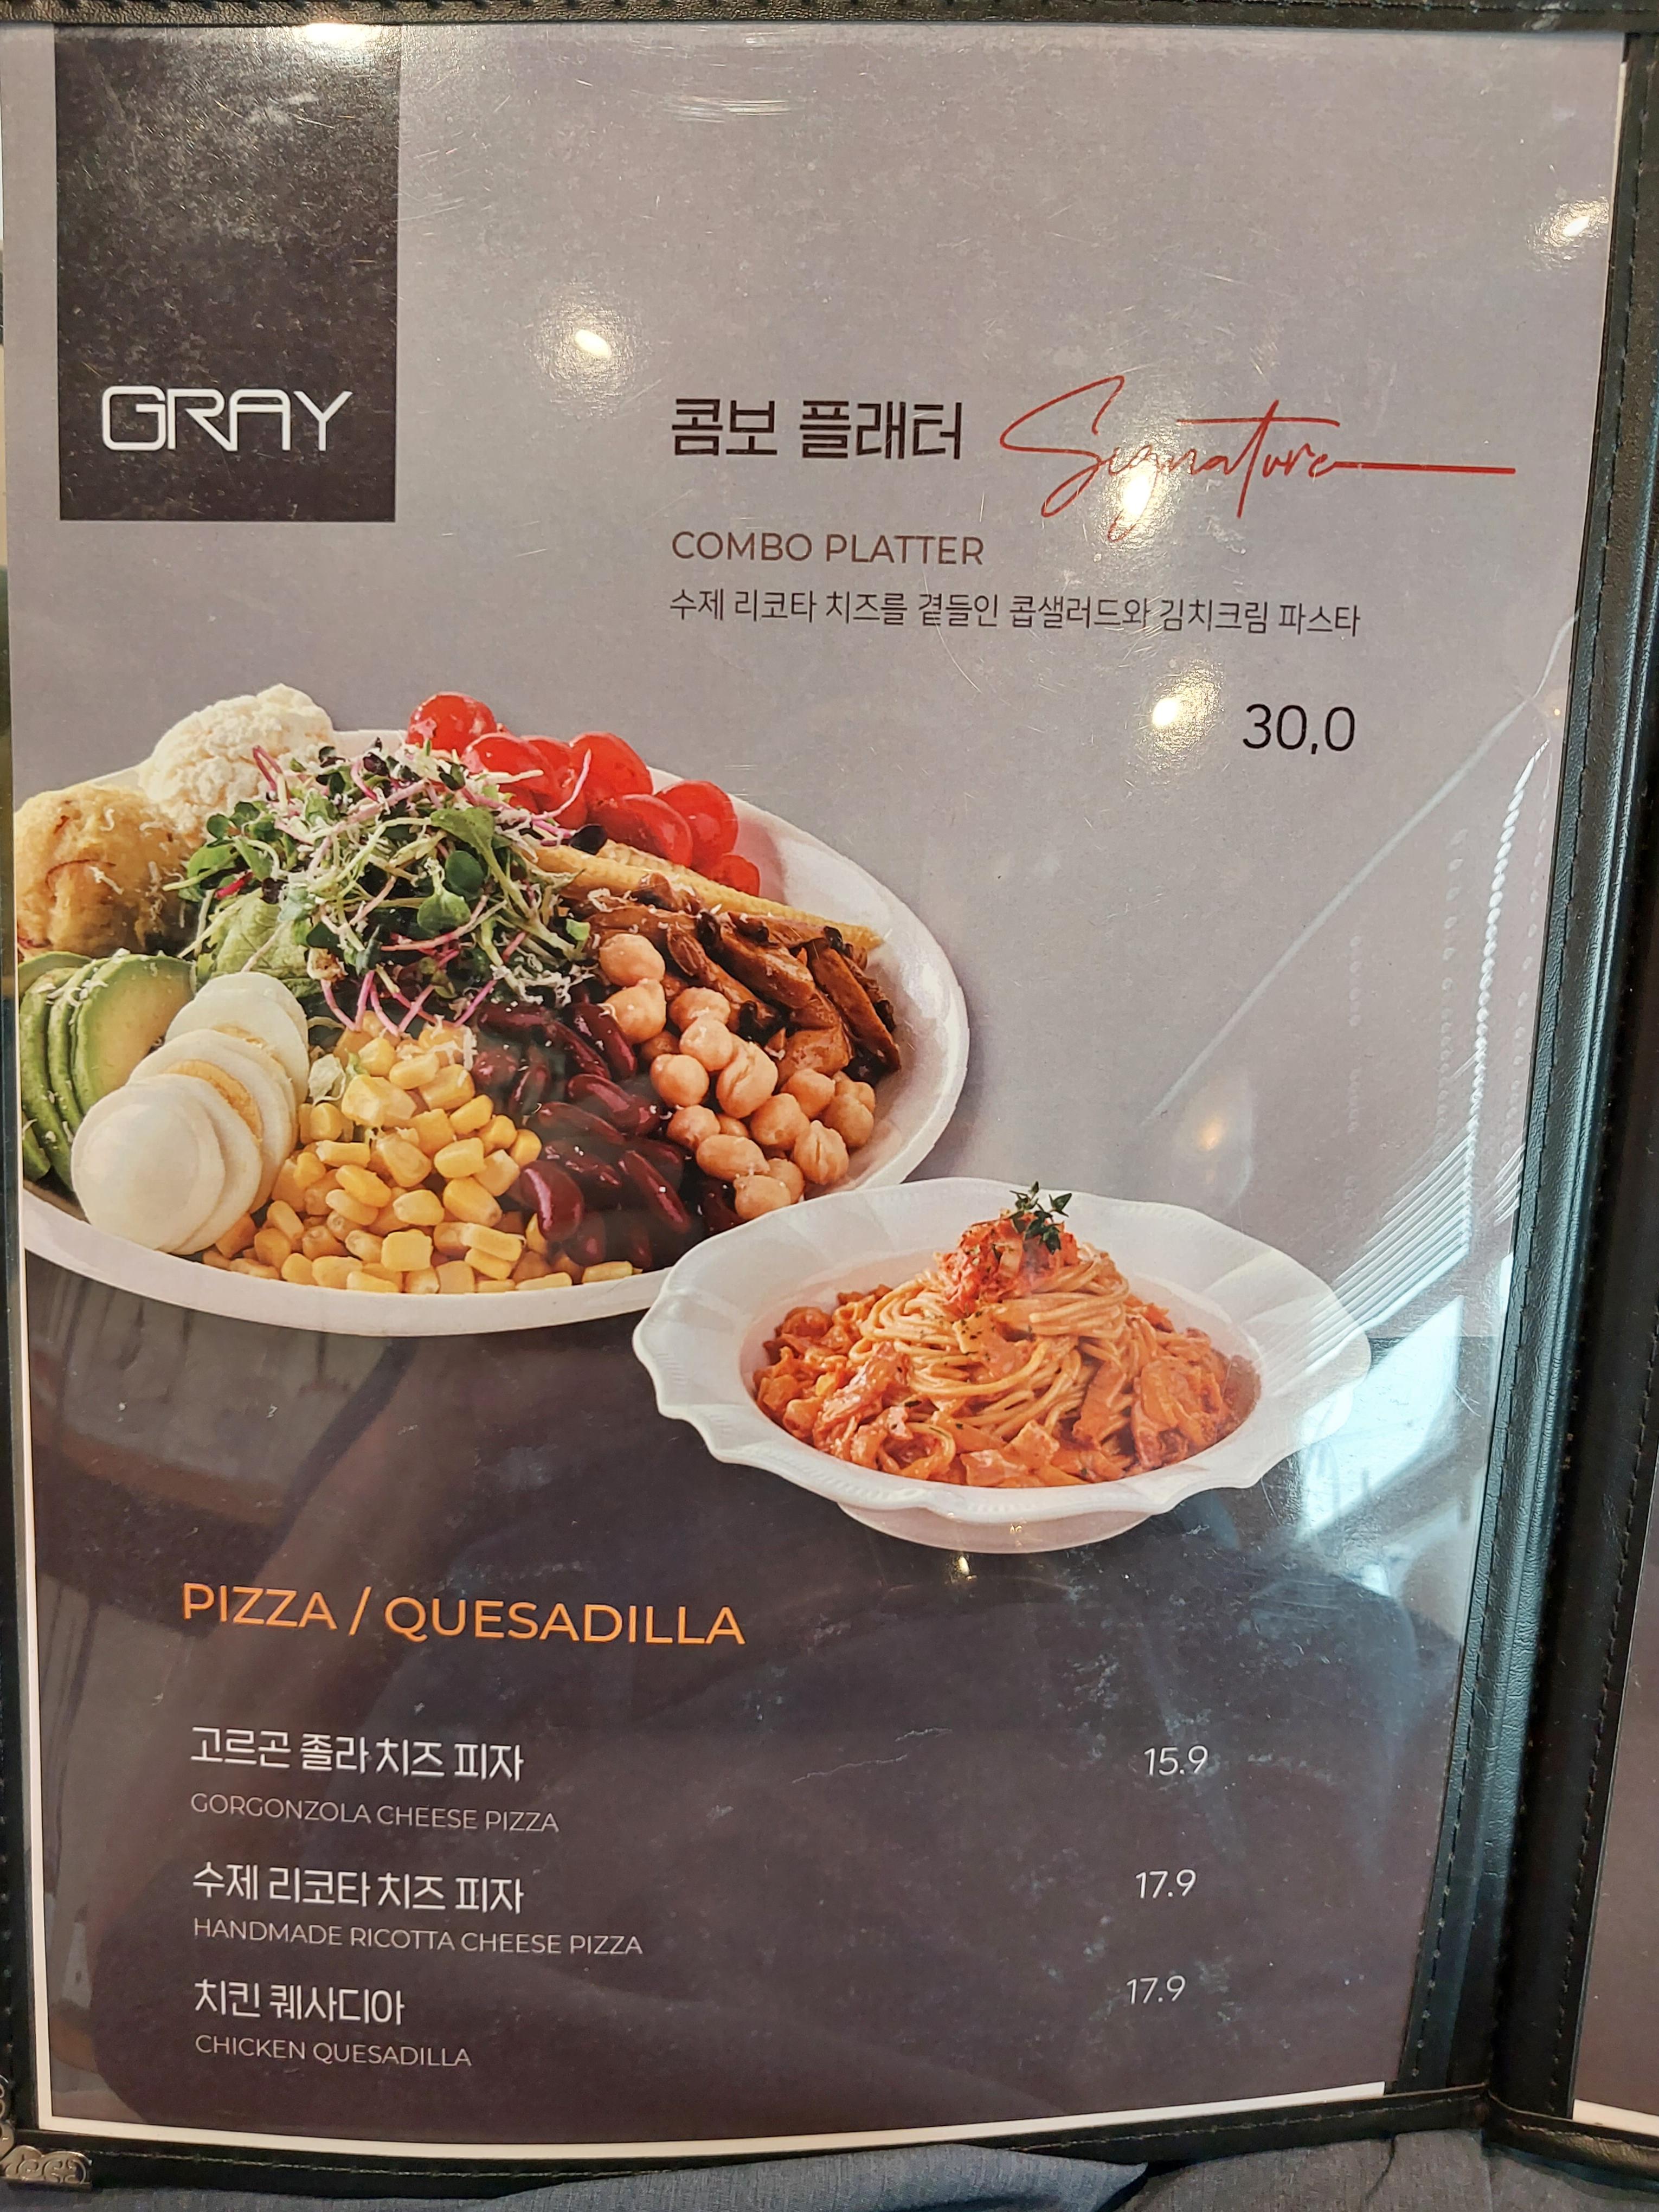 GRAY
콤보 플래터 Signature
COMBO PLATTER
수제 리코타 치즈를 곁들인 콥샐러드와 김치크림 파스타
30,0
PIZZA / QUESADILLA
고르곤 졸라 치즈 피자 15.9
GORGONZOLA CHEESE PIZZA
수제 리코타 치즈 피자 17.9
HANDMADE RICOTTA CHEESE PIZZA
치킨 퀘사디아 17.9
CHICKEN QUESADILLA